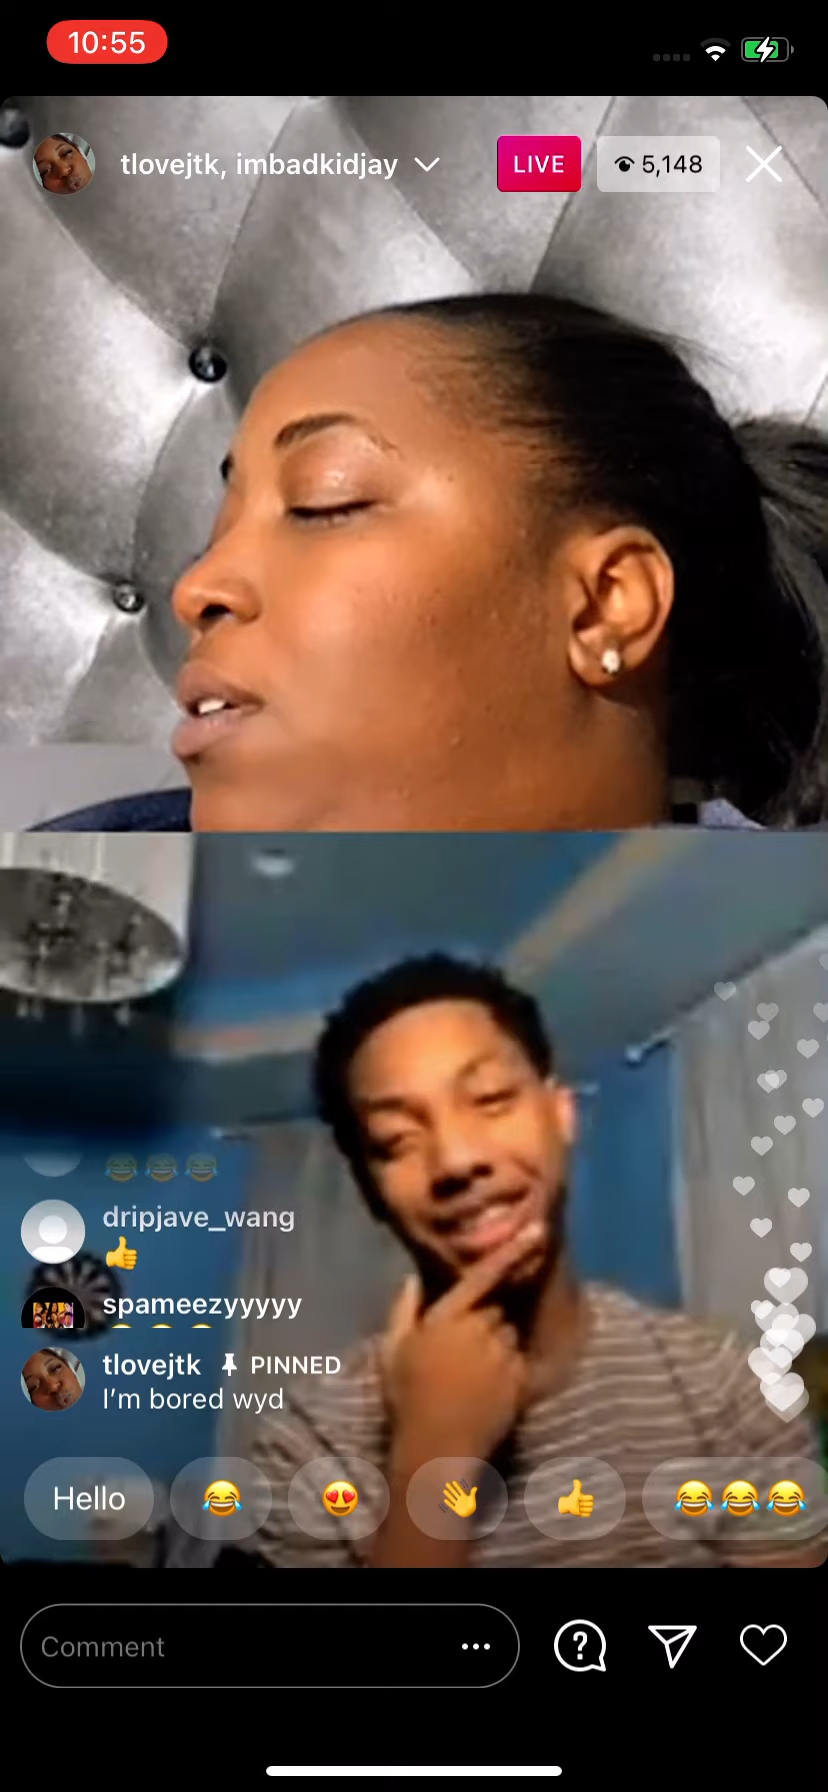 10:55
tlovejtk, imbadkidjay
LIVE
5,148
😂😂😂
dripjave_wang
👍
spameezyyyyy
tlovejtk PINNED
I'm bored wyd
Hello 😂 😍 👋 👍 😂😂😂
Comment